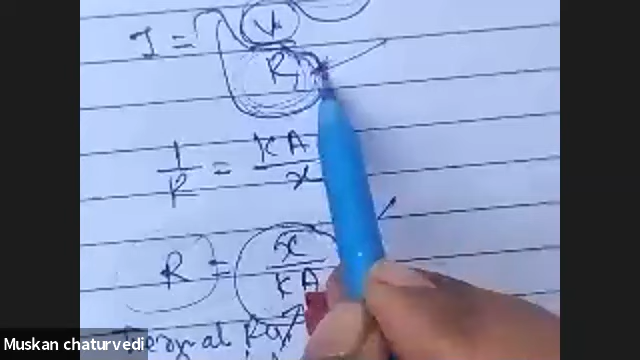 I = V/R
1/R = KA/x
R = x/KA
Muskan chaturvedi